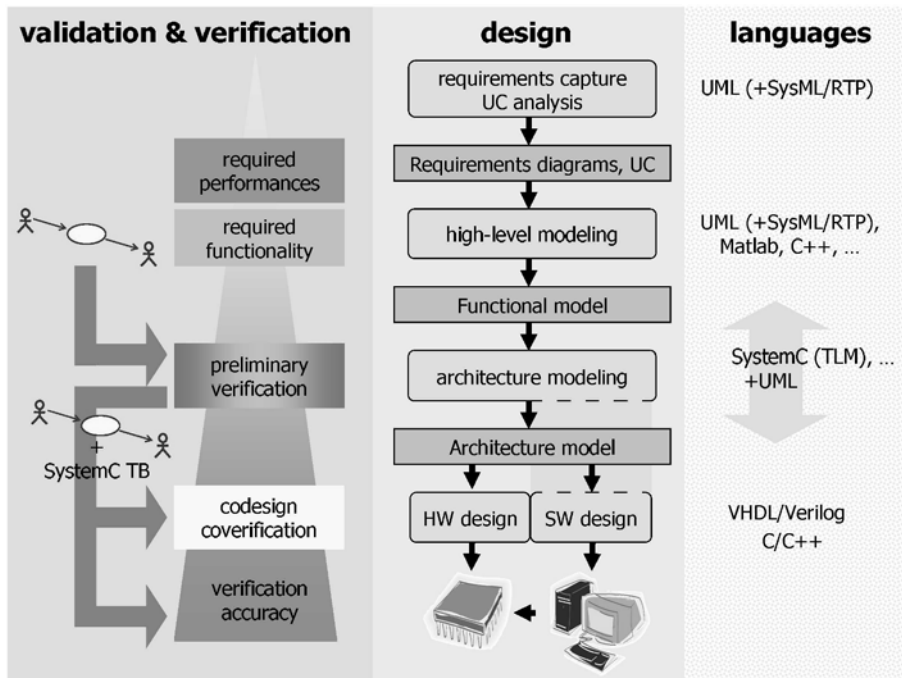 validation & verification
required
performances
required
functionality
preliminary
verification
+
SystemC TB
codesign
coverification
verification
accuracy
design
requirements capture
UC analysis
Requirements diagrams, UC
high-level modeling
Functional model
architecture modeling
Architecture model
HW design
SW design
languages
UML (+SysML/RTP)
UML (+SysML/RTP),
Matlab, C++, ...
SystemC (TLM), ...
+UML
VHDL/Verilog
C/C++